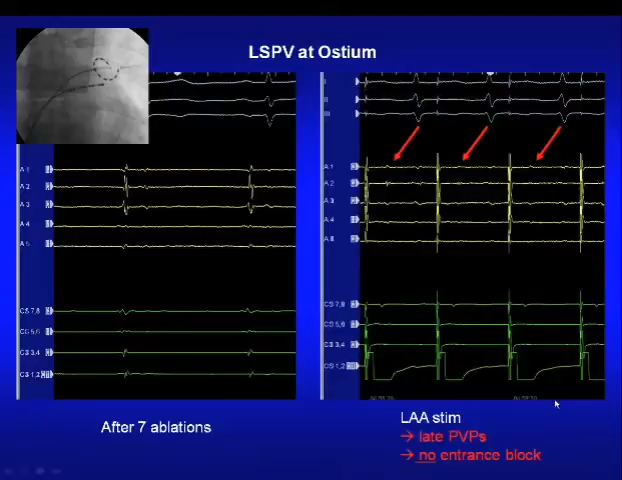 LSPV at Ostium
A 1
A 2
A 3
A 4
A 5
CS 7,8
CS 5,6
CS 3,4
CS 1,2
After 7 ablations
II
III
A 1
A 2
A 3
A 4
CS 7,8
CS 5,6
CS 3,4
CS 1,2
LAA stim
→ late PVPs
→ no entrance block